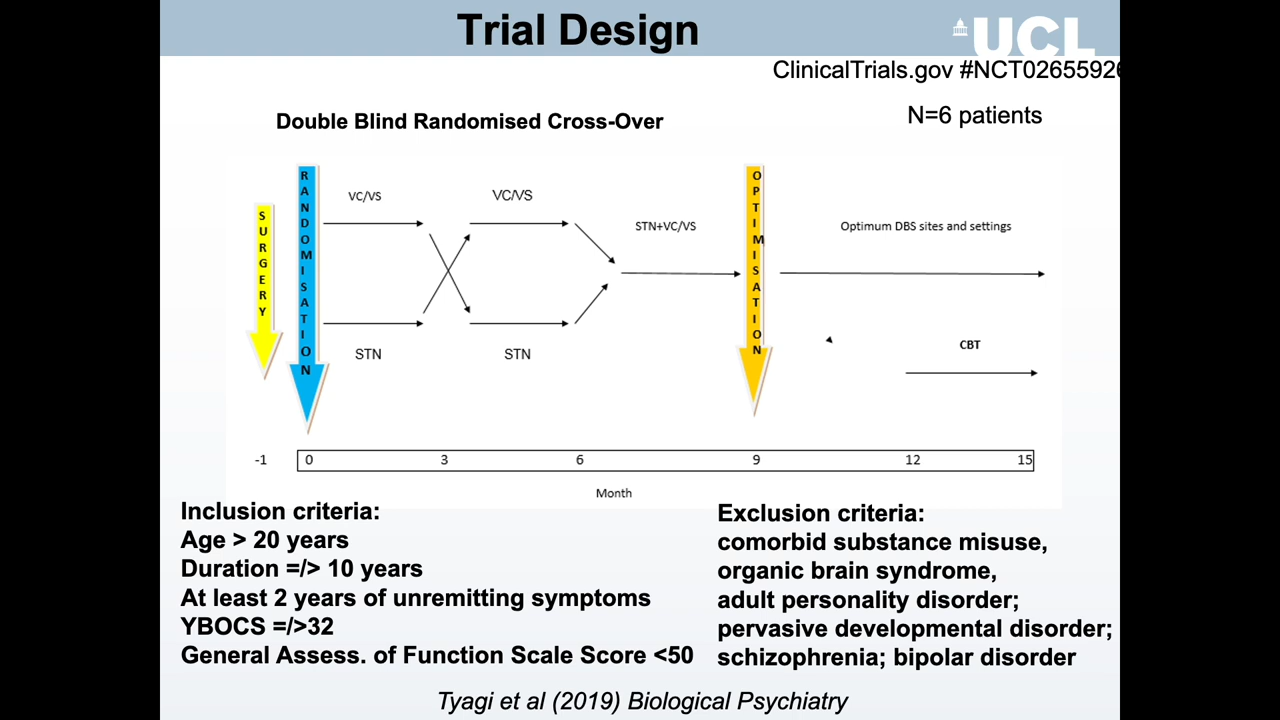 Trial Design
UCL
ClinicalTrials.gov #NCT02655926
N=6 patients
Double Blind Randomised Cross-Over
SURGERY
RANDOMISATION
VC/VS
VC/VS
STN
STN
STN+VC/VS
OPTIMISATION
Optimum DBS sites and settings
CBT
-1 0 3 6 9 12 15
Month
Inclusion criteria:
Age > 20 years
Duration =/> 10 years
At least 2 years of unremitting symptoms
YBOCS =/>32
General Assess. of Function Scale Score <50
Exclusion criteria:
comorbid substance misuse,
organic brain syndrome,
adult personality disorder;
pervasive developmental disorder;
schizophrenia; bipolar disorder
Tyagi et al (2019) Biological Psychiatry